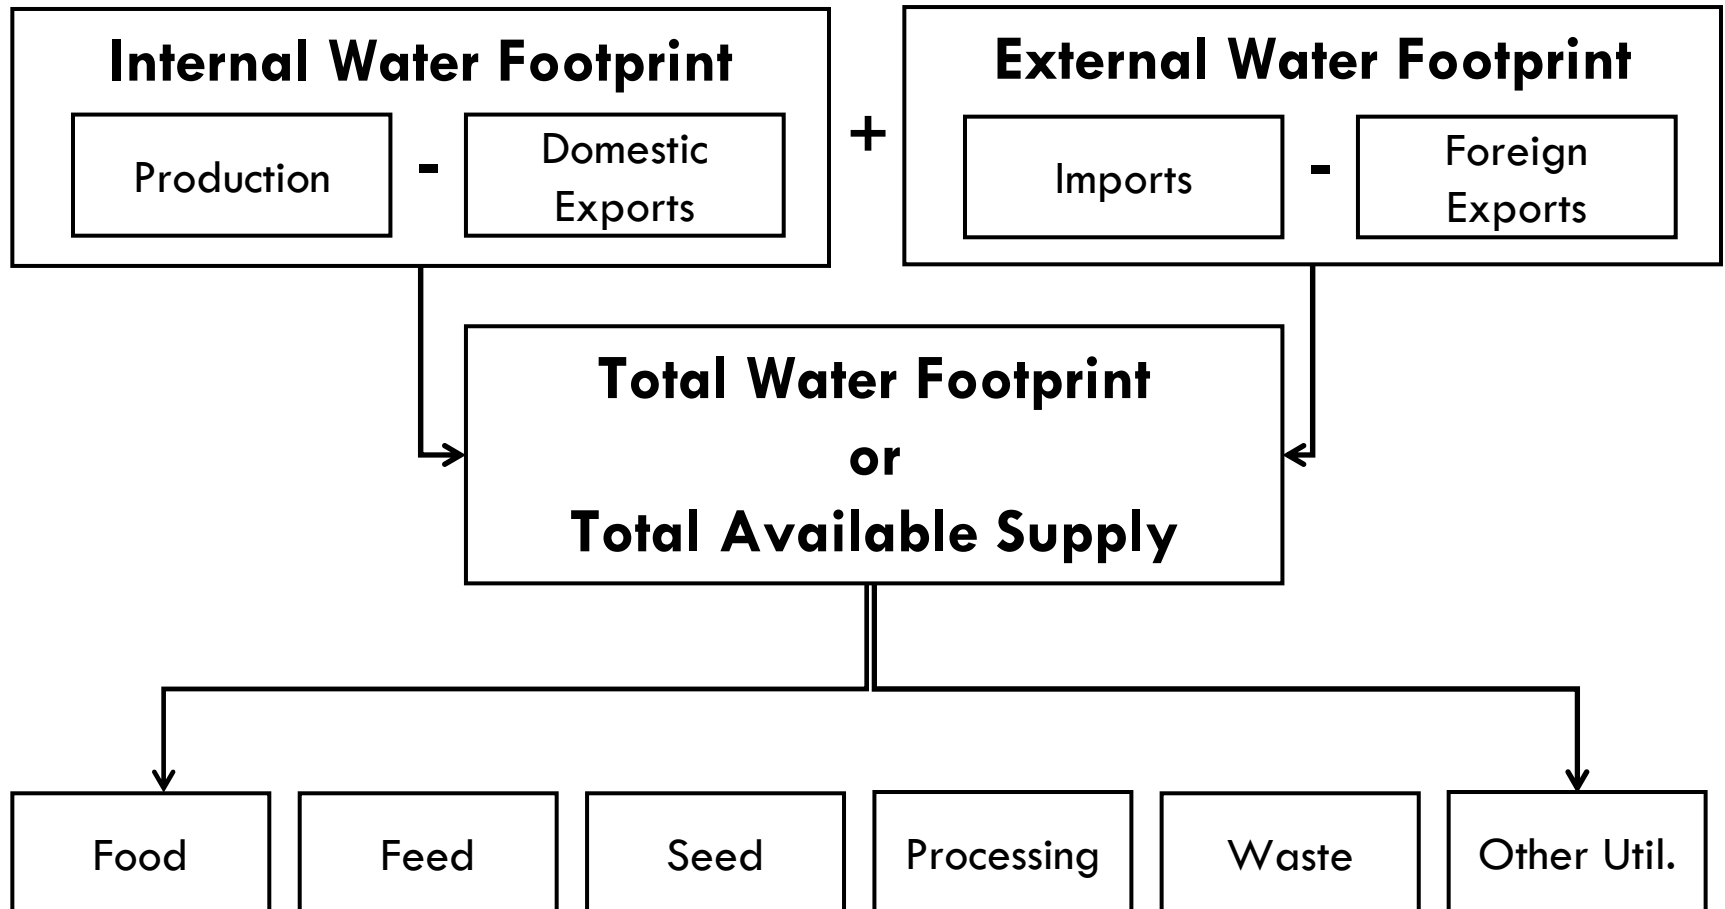 Internal Water Footprint
Production
-
Domestic
Exports
+
External Water Footprint
Imports
-
Foreign
Exports
Total Water Footprint
or
Total Available Supply
Food
Feed
Seed
Processing
Waste
Other Util.